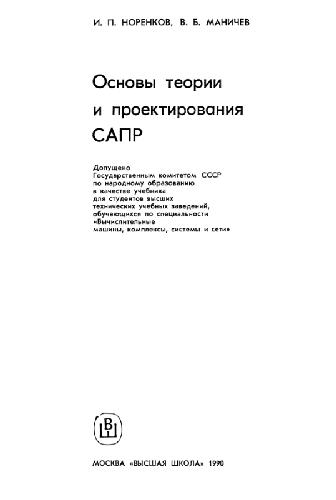 И. П. НОРЕНКОВ, В. Б. МАНИЧЕВ
Основы теории
и проектирования
САПР
Допущено
Государственным комитетом СССР
по народному образованию
в качестве учебника
для студентов высших
технических учебных заведений,
обучающихся по специальности
«Вычислительные
машины, комплексы, системы и сети»
ВШ
МОСКВА «ВЫСШАЯ ШКОЛА» 1990